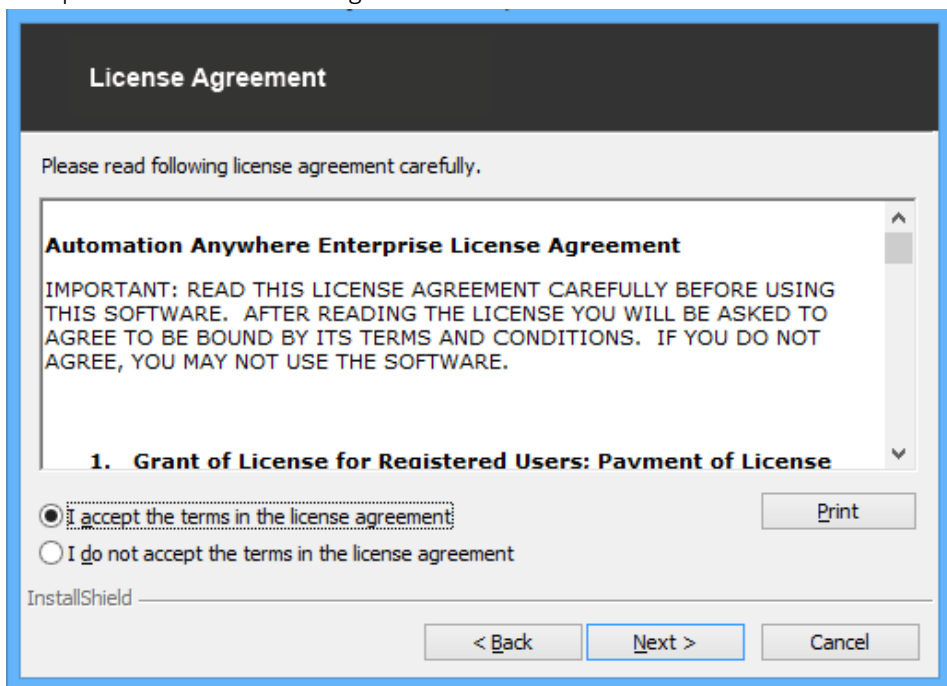 License Agreement
Please read following license agreement carefully.
Automation Anywhere Enterprise License Agreement
IMPORTANT: READ THIS LICENSE AGREEMENT CAREFULLY BEFORE USING
THIS SOFTWARE.  AFTER READING THE LICENSE YOU WILL BE ASKED TO
AGREE TO BE BOUND BY ITS TERMS AND CONDITIONS.  IF YOU DO NOT
AGREE, YOU MAY NOT USE THE SOFTWARE.
1. Grant of License for Registered Users: Payment of License
I accept the terms in the license agreement
Print
I do not accept the terms in the license agreement
InstallShield
< Back
Next >
Cancel